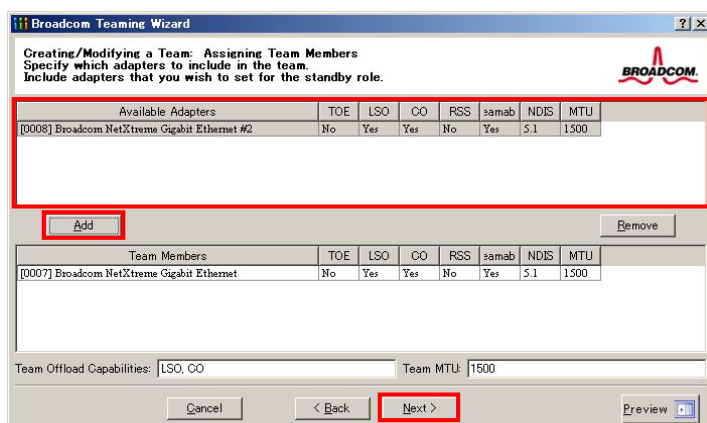 Broadcom Teaming Wizard
Creating/Modifying a Team: Assigning Team Members
Specify which adapters to include in the team.
Include adapters that you wish to set for the standby role.
BROADCOM.
Available Adapters TOE LSO CO RSS eamab NDIS MTU
[0008] Broadcom NetXtreme Gigabit Ethernet #2 No Yes Yes No Yes 5.1 1500
Add Remove
Team Members TOE LSO CO RSS eamab NDIS MTU
[0007] Broadcom NetXtreme Gigabit Ethernet No Yes Yes No Yes 5.1 1500
Team Offload Capabilities: LSO, CO Team MTU: 1500
Cancel < Back Next > Preview